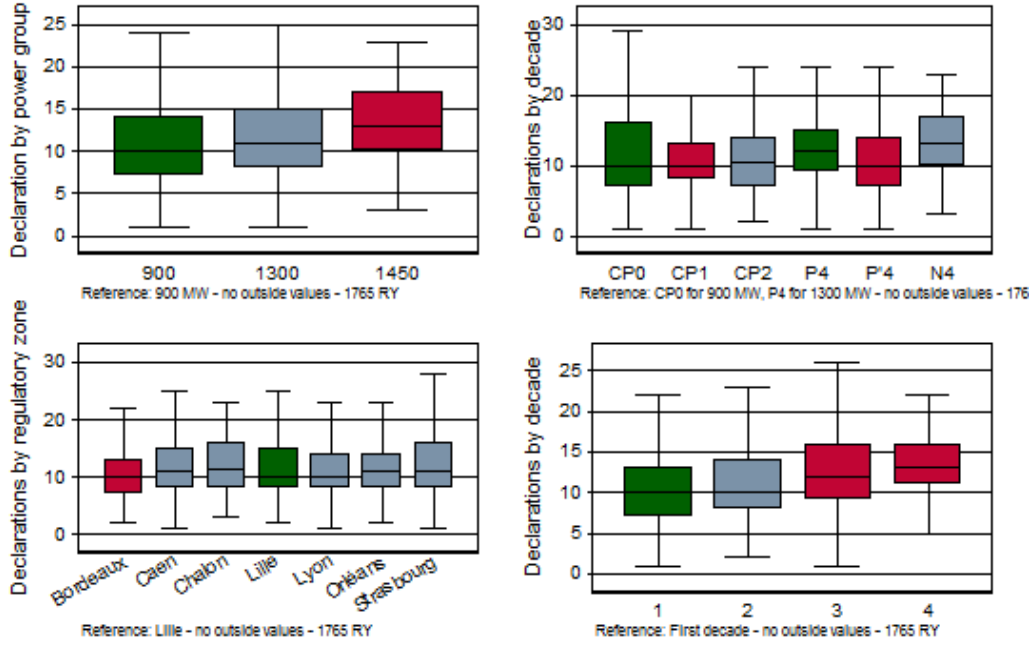 Declaration by power group
25
20
15
10
5
0
900
1300
1450
Reference: 900 MW - no outside values - 1765 RY
Declarations by decade
30
20
10
0
CP0
CP1
CP2
P4
P'4
N4
Reference: CP0 for 900 MW, P4 for 1300 MW - no outside values - 176
Declarations by regulatory zone
30
20
10
0
Bordeaux
Caen
Chalon
Lille
Lyon
Orléans
Strasbourg
Reference: Lille - no outside values - 1765 RY
Declarations by decade
25
20
15
10
5
0
1
2
3
4
Reference: First decade - no outside values - 1765 RY